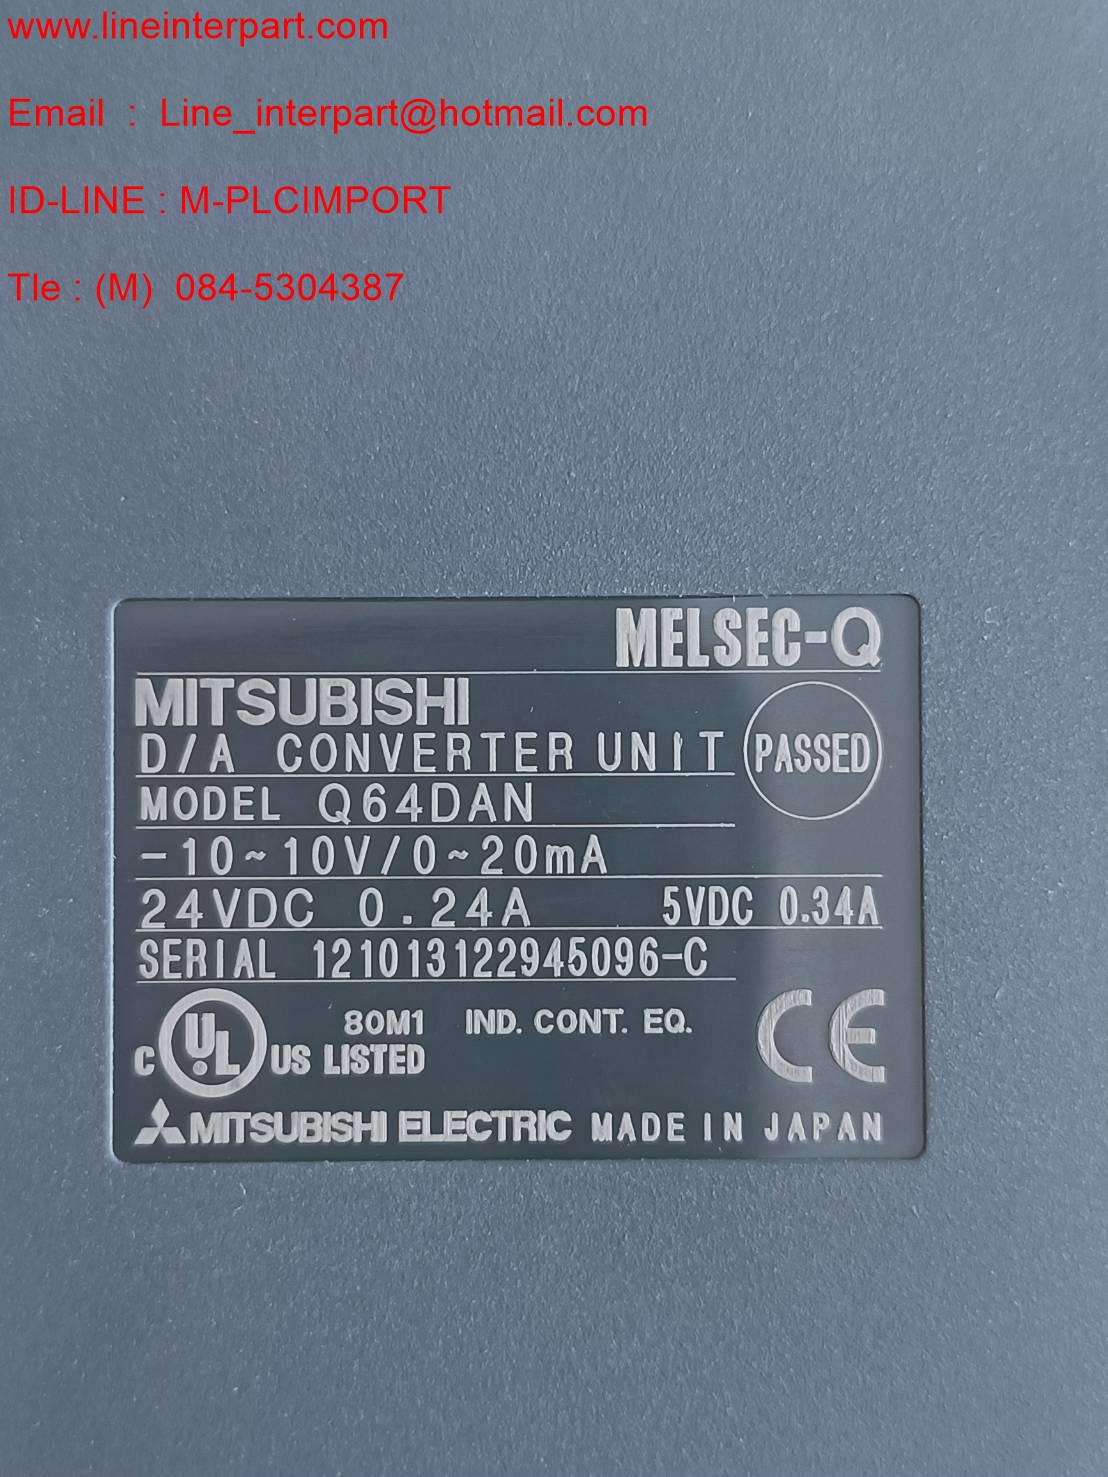 www.lineinterpart.com
Email : Line_interpart@hotmail.com
ID-LINE : M-PLCIMPORT
Tle : (M) 084-5304387
MELSEC-Q
MITSUBISHI
D/A CONVERTER UNIT
PASSED
MODEL Q64DAN
-10~10V/0~20mA
24VDC 0.24A 5VDC 0.34A
SERIAL 121013122945096-C
80M1 IND. CONT. EQ.
C UL US LISTED
CE
MITSUBISHI ELECTRIC MADE IN JAPAN